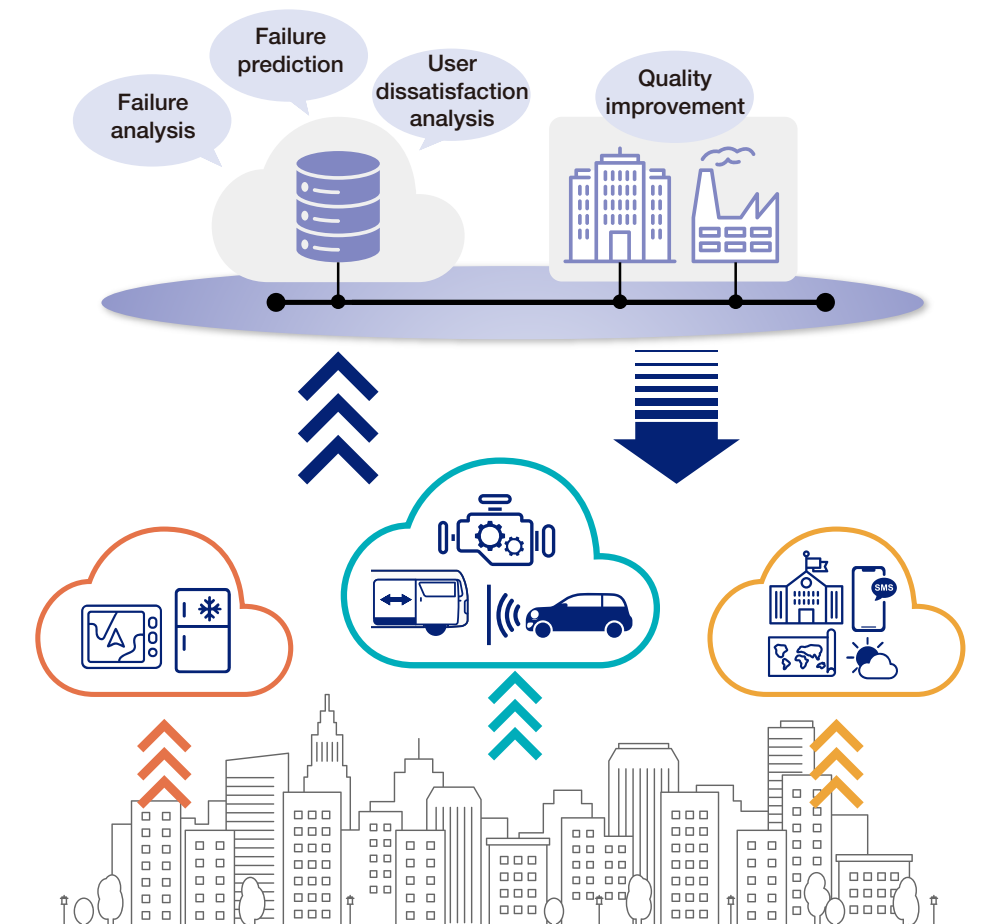 Failure
prediction
Failure
analysis
User
dissatisfaction
analysis
Quality
improvement
SMS